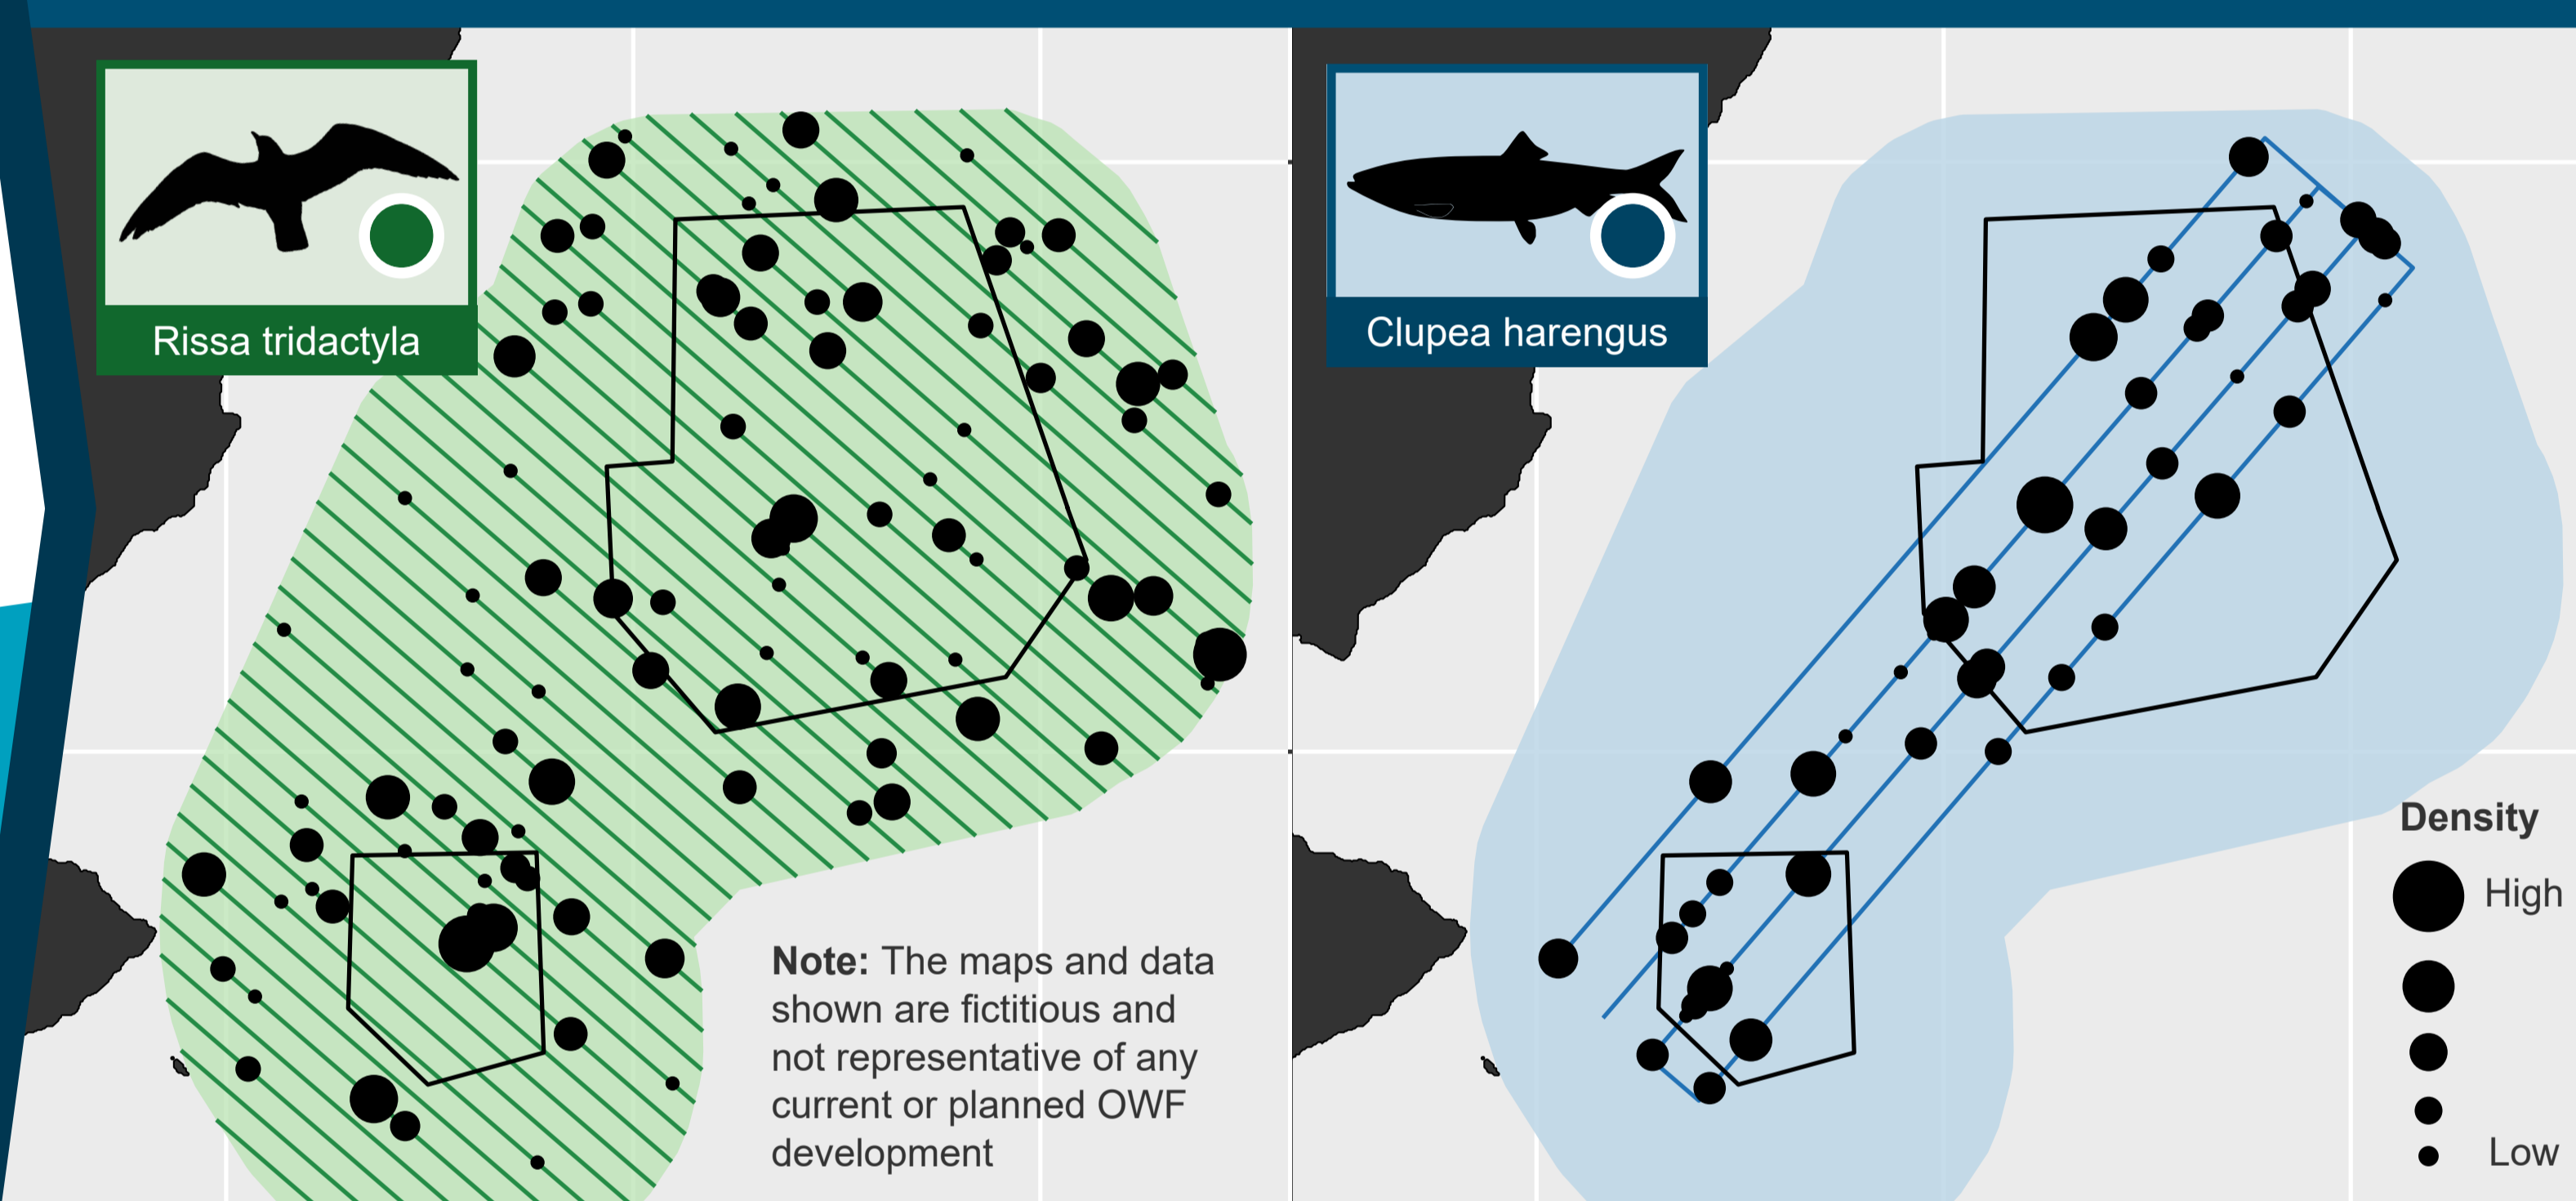 Rissa tridactyla
Note: The maps and data
shown are fictitious and
not representative of any
current or planned OWF
development
Clupea harengus
Density
High
Low